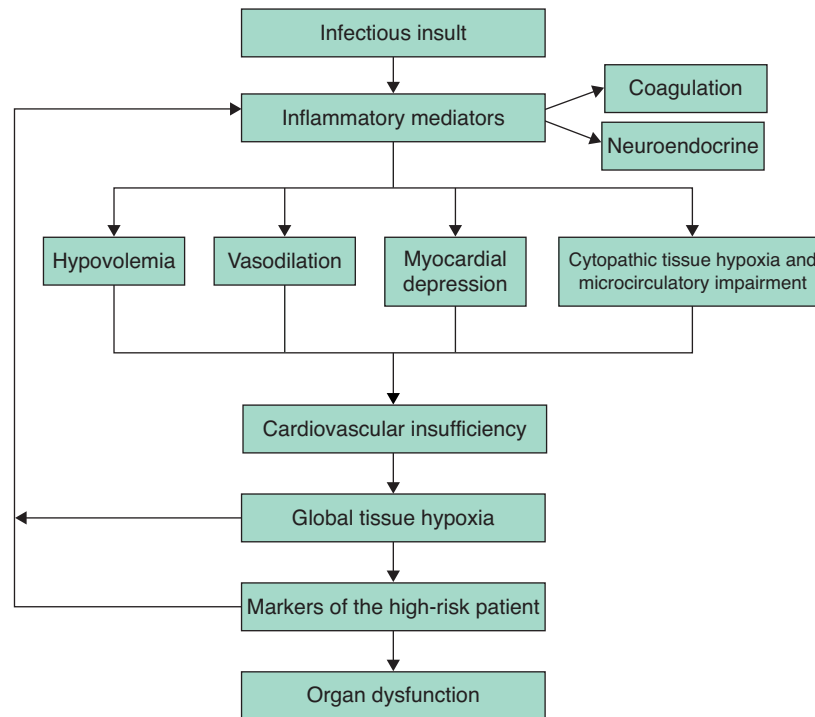 Infectious insult
Coagulation
Inflammatory mediators
Neuroendocrine
Hypovolemia
Vasodilation
Myocardial
depression
Cytopathic tissue hypoxia and
microcirculatory impairment
Cardiovascular insufficiency
Global tissue hypoxia
Markers of the high-risk patient
Organ dysfunction